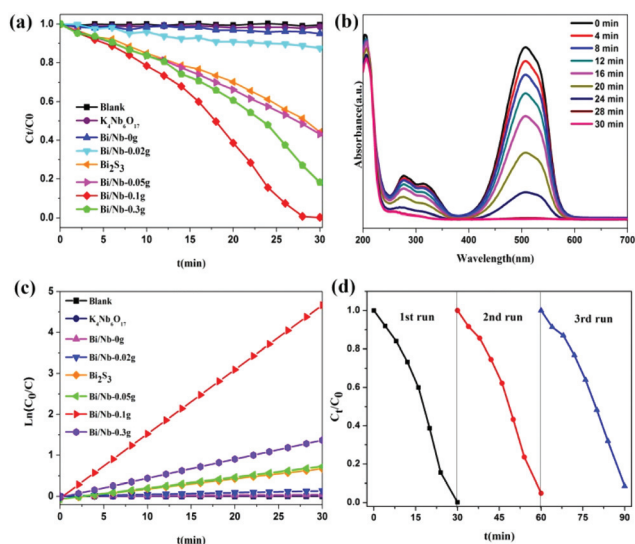 (a)
Ct/C0
1.0
0.8
0.6
0.4
0.2
0.0
Blank
K4Nb6O17
Bi/Nb-0g
Bi/Nb-0.02g
Bi2S3
Bi/Nb-0.05g
Bi/Nb-0.1g
Bi/Nb-0.3g
0 5 10 15 20 25 30
t(min)
(b)
Absorbance(a.u.)
0 min
4 min
8 min
12 min
16 min
20 min
24 min
28 min
30 min
200 300 400 500 600 700
Wavelength(nm)
(c)
Ln(C0/C)
5
4
3
2
1
0
Blank
K4Nb6O17
Bi/Nb-0g
Bi/Nb-0.02g
Bi2S3
Bi/Nb-0.05g
Bi/Nb-0.1g
Bi/Nb-0.3g
0 5 10 15 20 25 30
t(min)
(d)
Ct/C0
1.0
0.8
0.6
0.4
0.2
0.0
1st run 2nd run 3rd run
0 15 30 45 60 75 90
t(min)